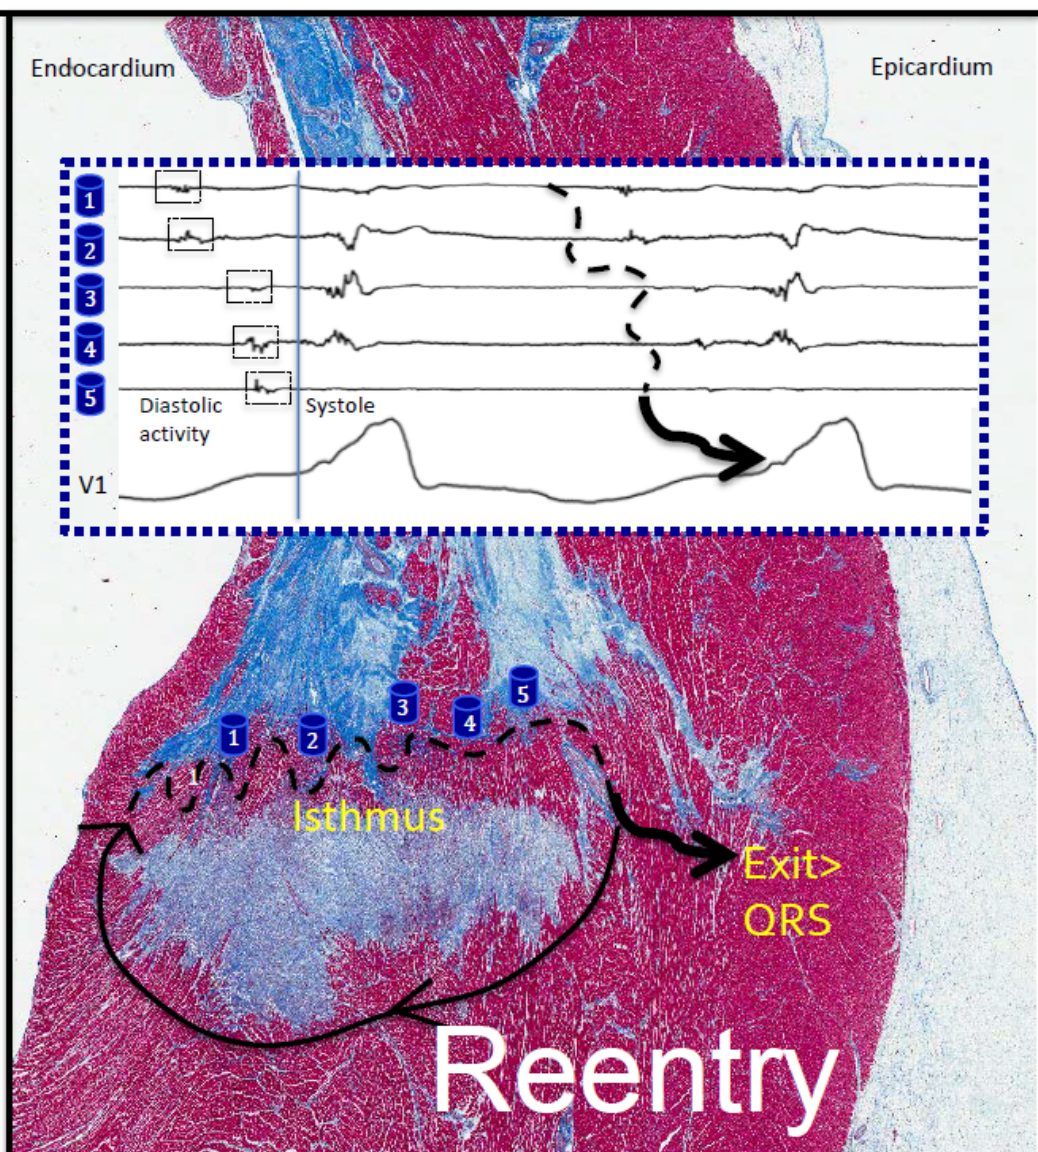 Endocardium
Epicardium
1
2
3
4
5
Diastolic
activity
Systole
V1
1
2
3
4
5
1
Isthmus
Exit>
QRS
Reentry